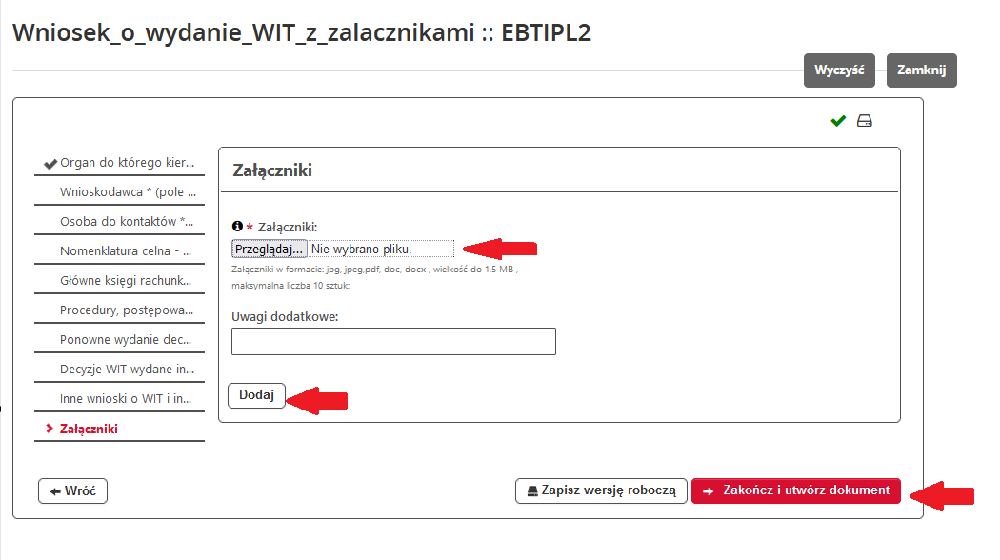 Wniosek_o_wydanie_WIT_z_zalacznikami :: EBTIPL2
Wyczyść
Zamknij
Organ do którego kier...
Wnioskodawca * (pole ...
Osoba do kontaktów *...
Nomenklatura celna - ...
Główne księgi rachunk...
Procedury, postępowa...
Ponowne wydanie dec...
Decyzje WIT wydane in...
Inne wnioski o WIT i in...
Załączniki
Załączniki
* Załączniki:
Przeglądaj... Nie wybrano pliku.
Załączniki w formacie: jpg, jpeg,pdf, doc, docx , wielkość do 1,5 MB ,
maksymalna liczba 10 sztuk:
Uwagi dodatkowe:
Dodaj
Wróć
Zapisz wersję roboczą
Zakończ i utwórz dokument